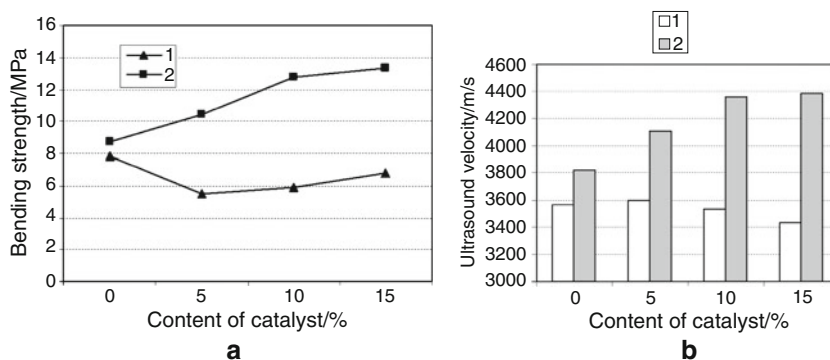 16
14
12
10
8
6
4
2
0
Bending strength/MPa
1
2
0 5 10 15
Content of catalyst/%
a
1
2
4600
4400
4200
4000
3800
3600
3400
3200
3000
Ultrasound velocity/m/s
0 5 10 15
Content of catalyst/%
b